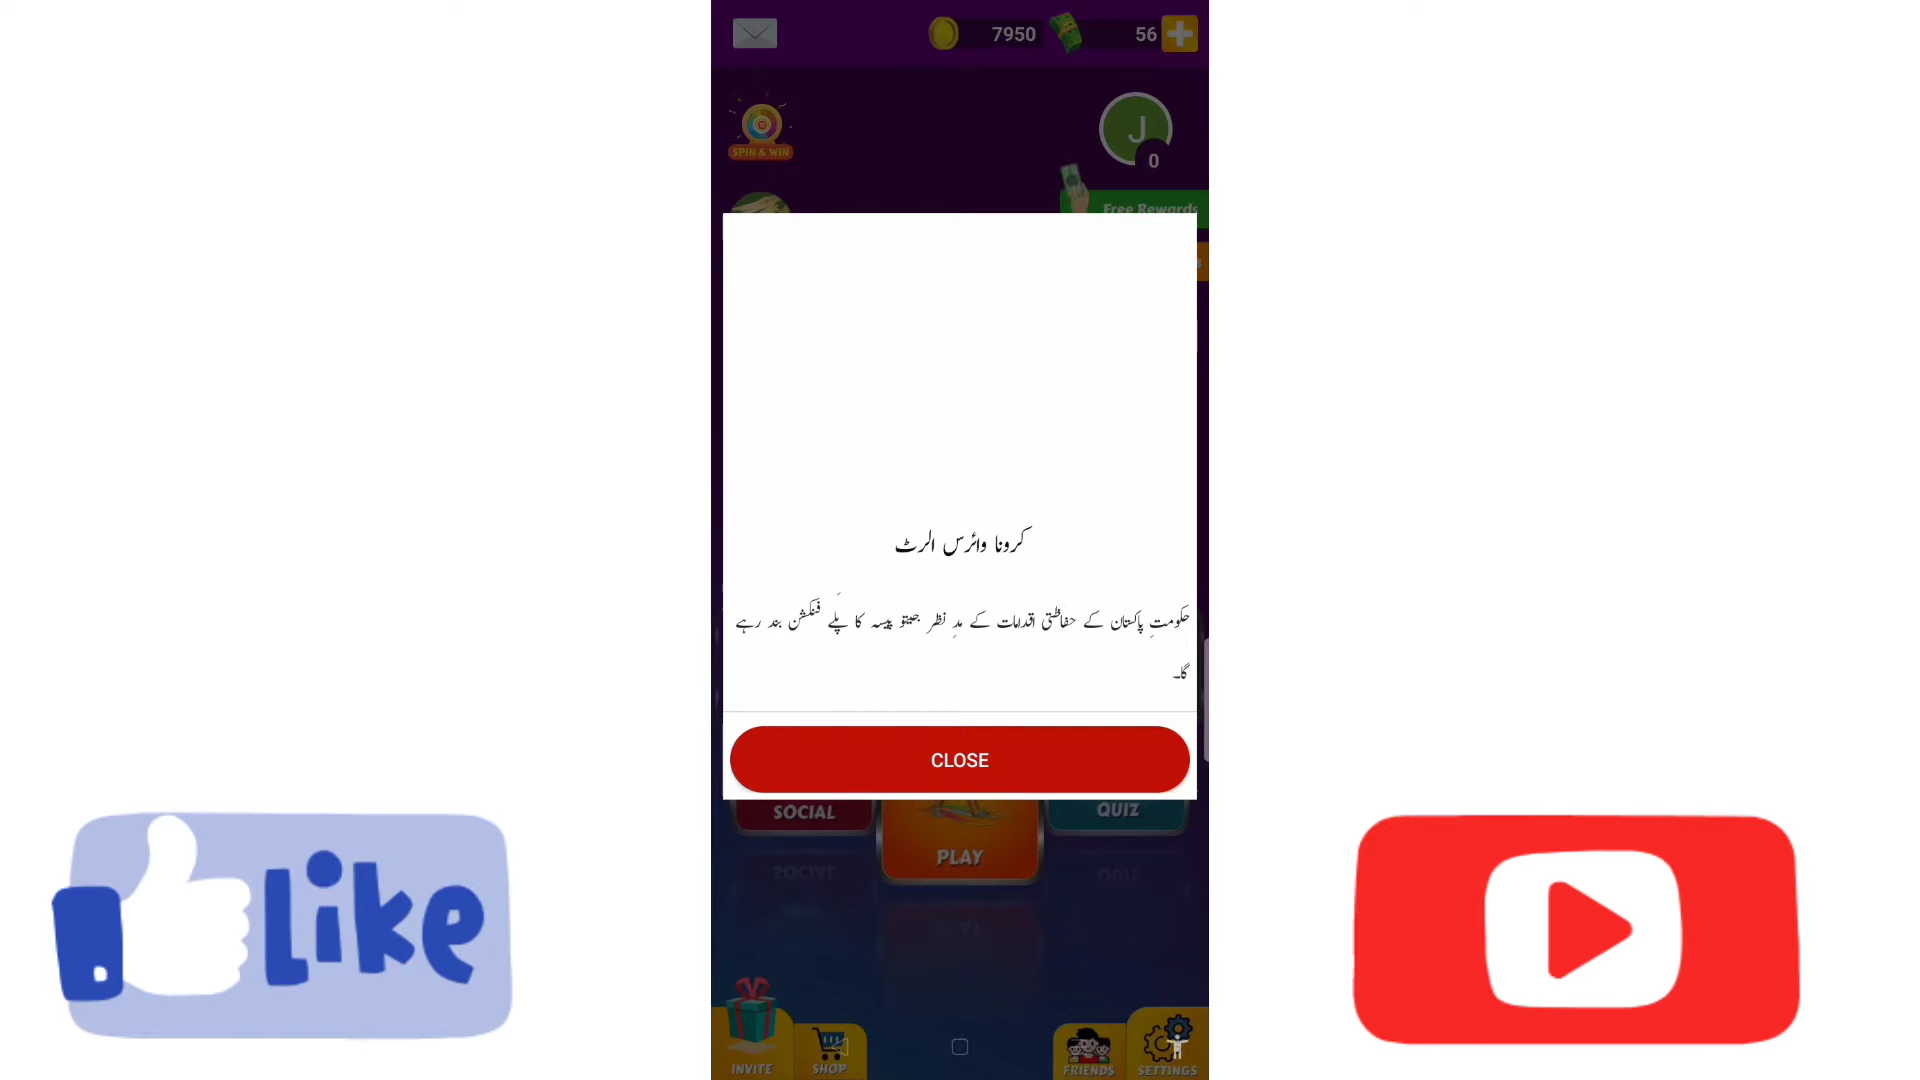 7950
56
SPIN & WIN
J
0
Free Rewards
کرونا وائرس الرٹ
حکومتِ پاکستان کے حفاظتی اقدامات کے مدِ نظر جیتو پیسہ کا پلَے فنکشن بند رہے
گا۔
CLOSE
SOCIAL
PLAY
QUIZ
Like
INVITE
SHOP
FRIENDS
SETTINGS